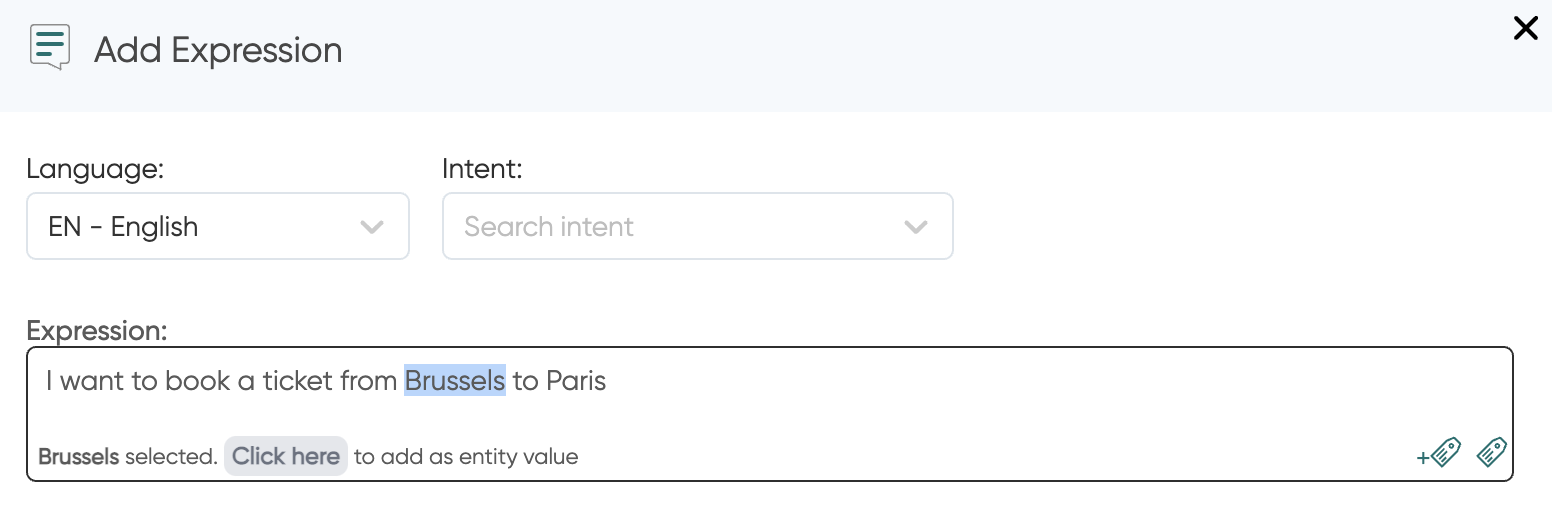 Add Expression
Language: Intent:
EN - English Search intent
Expression:
I want to book a ticket from Brussels to Paris
Brussels selected. Click here to add as entity value